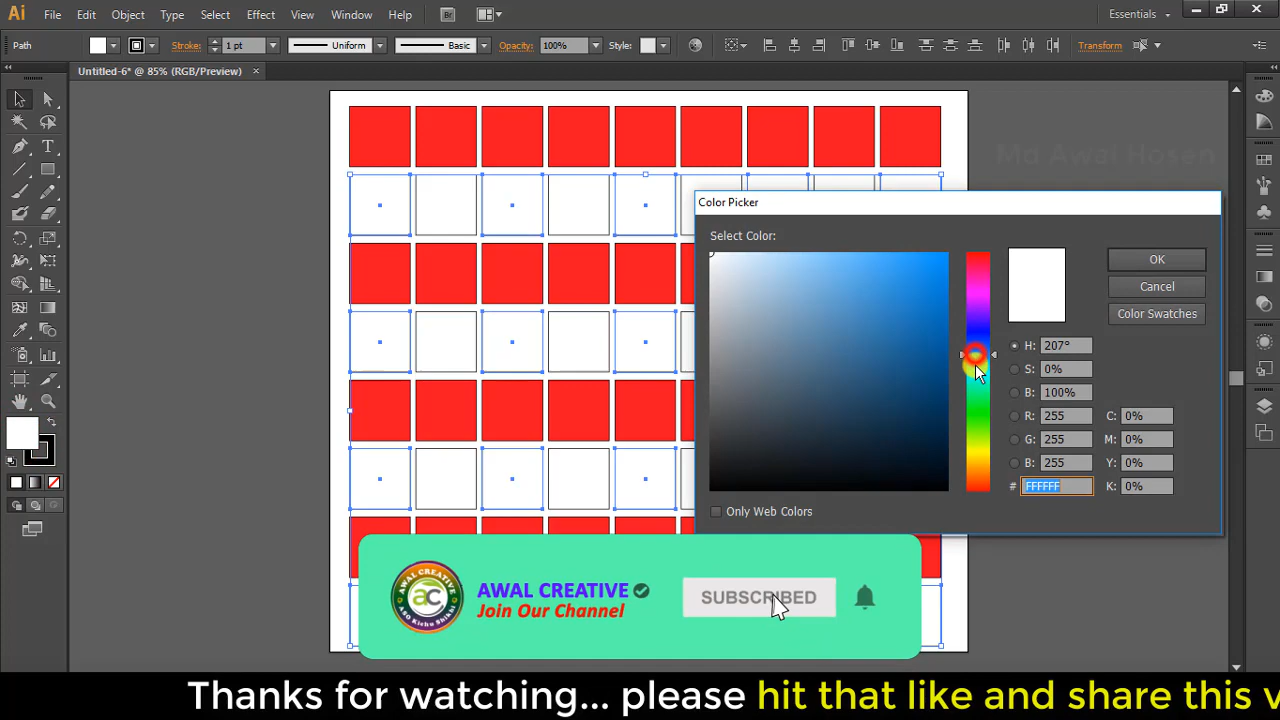 Ai File Edit Object Type Select Effect View Window Help Br Essentials
Path Stroke: 1 pt Uniform Basic Opacity: 100% Style: Transform
Untitled-6* @ 85% (RGB/Preview)
Md Awal Hosen
Color Picker
Select Color:
OK
Cancel
Color Swatches
H: 207°
S: 0%
B: 100%
R: 255 C: 0%
G: 255 M: 0%
B: 255 Y: 0%
# FFFFFF K: 0%
Only Web Colors
AWAL CREATIVE
Join Our Channel
SUBSCRIBED
Thanks for watching... please hit that like and share this v